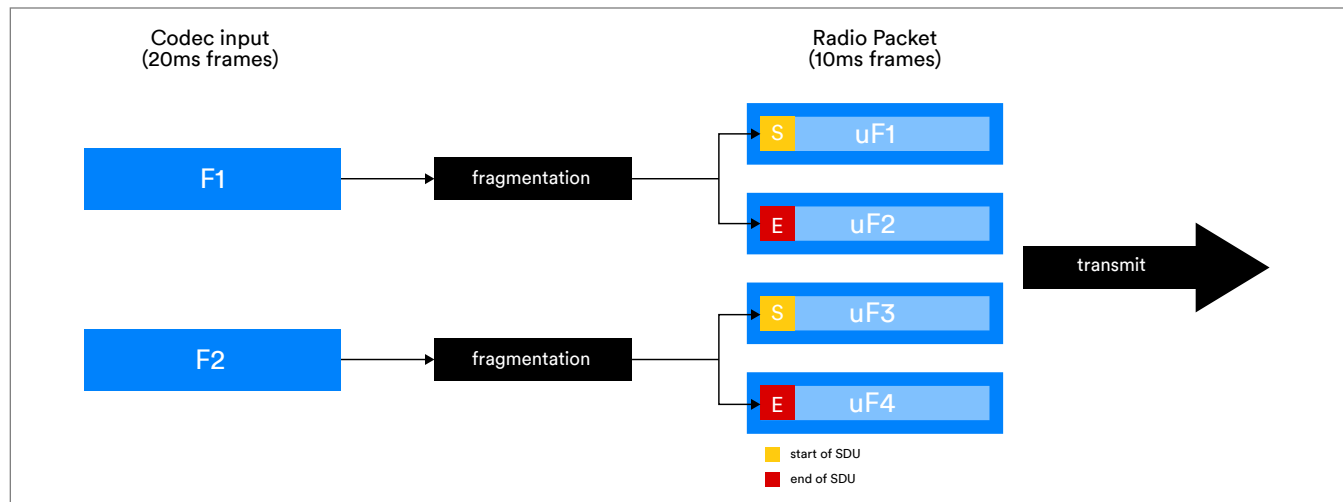 Codec input
(20ms frames)
Radio Packet
(10ms frames)
F1
fragmentation
S
uF1
E
uF2
transmit
F2
fragmentation
S
uF3
E
uF4
start of SDU
end of SDU